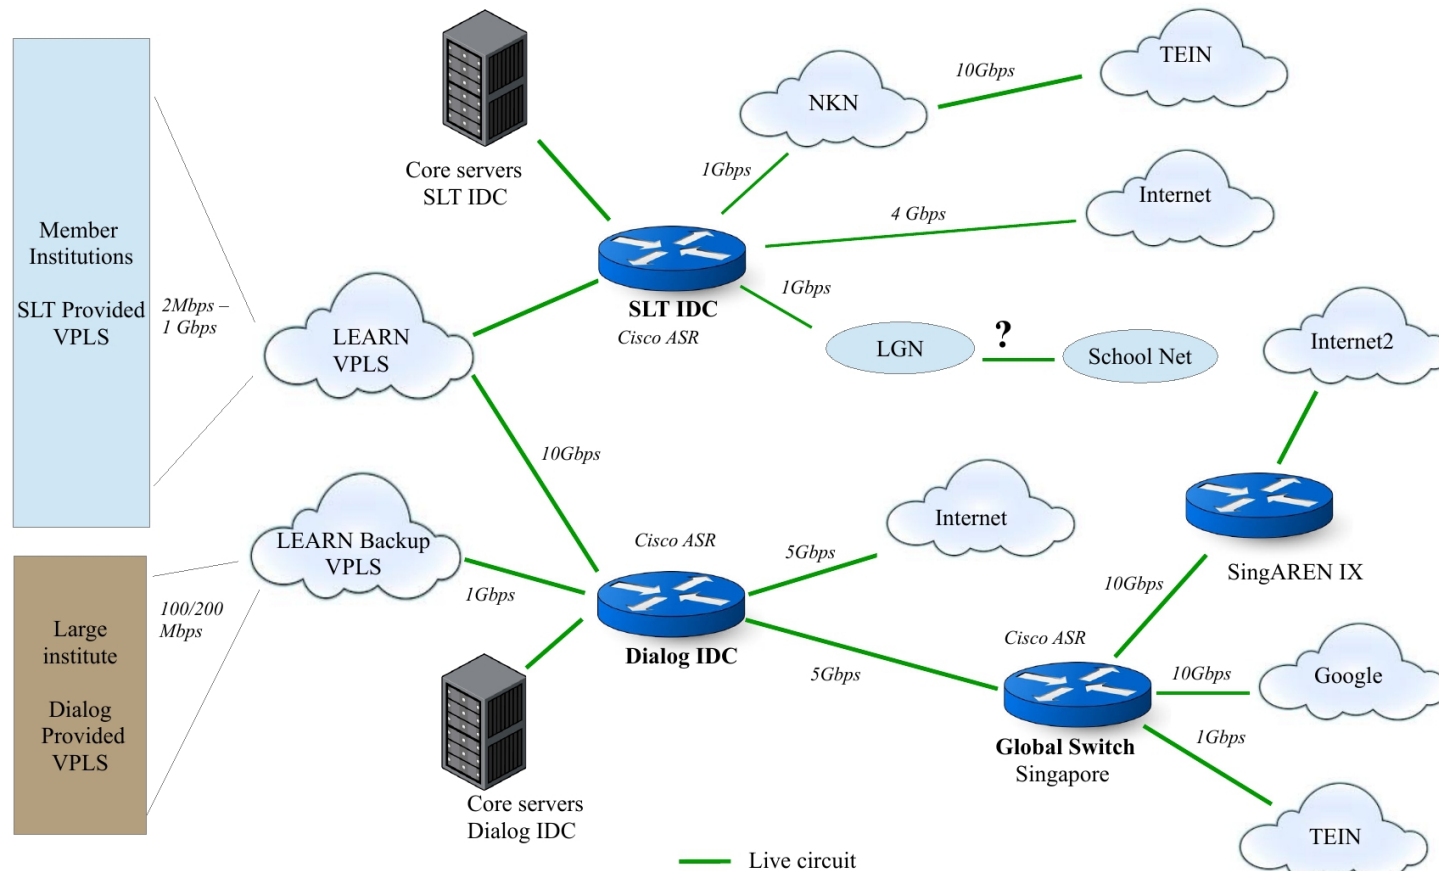 Member
Institutions
SLT Provided
VPLS
2Mbps –
1 Gbps
LEARN
VPLS
Core servers
SLT IDC
SLT IDC
Cisco ASR
1Gbps
NKN
10Gbps
TEIN
4 Gbps
Internet
1Gbps
LGN
?
School Net
Internet2
10Gbps
LEARN Backup
VPLS
Large
institute
Dialog
Provided
VPLS
100/200
Mbps
1Gbps
Cisco ASR
Dialog IDC
Core servers
Dialog IDC
5Gbps
Internet
5Gbps
Cisco ASR
Global Switch
Singapore
10Gbps
SingAREN IX
10Gbps
Google
1Gbps
TEIN
Live circuit